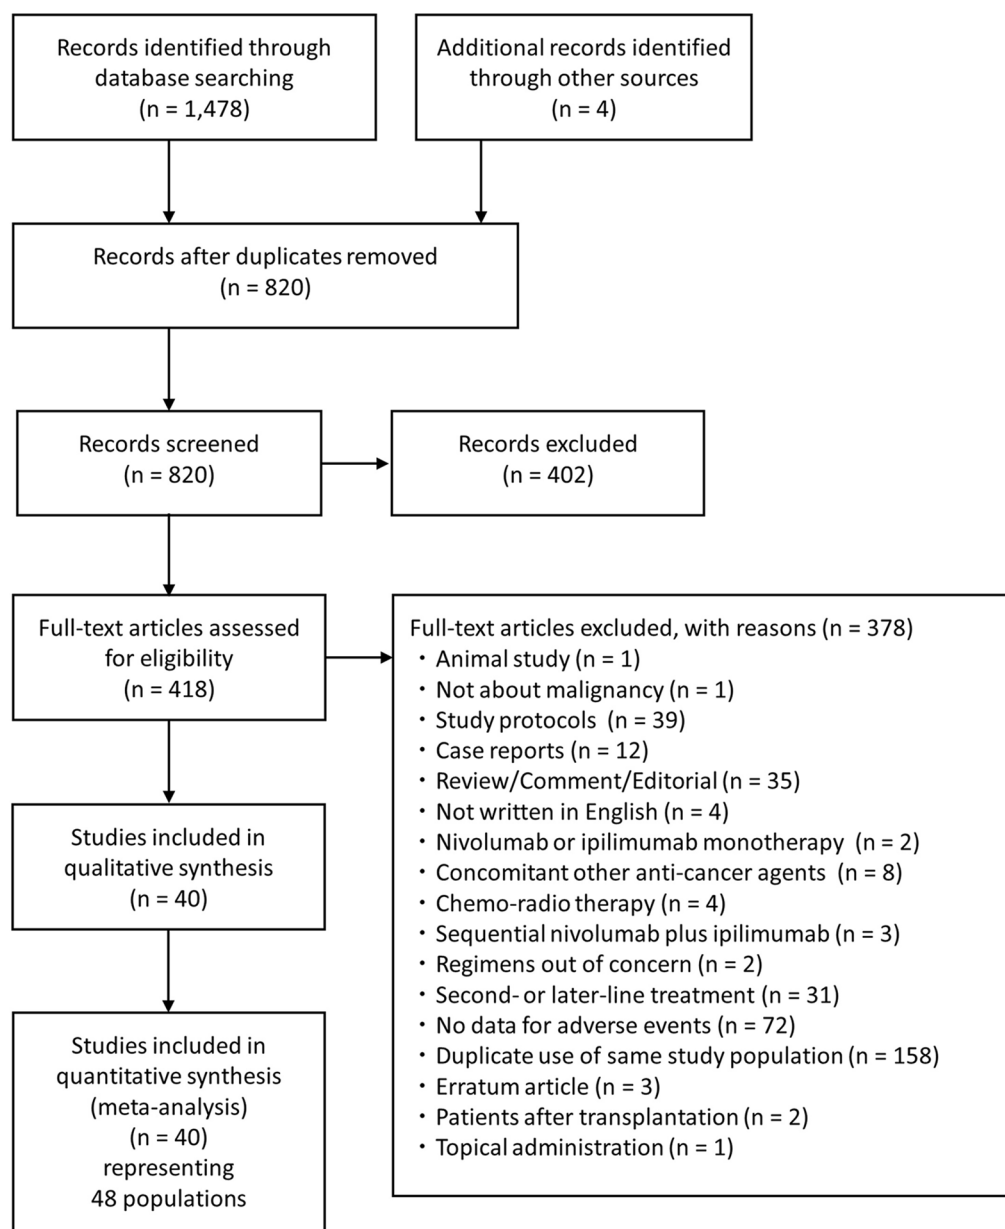 Records identified through
database searching
(n = 1,478)
Additional records identified
through other sources
(n = 4)
Records after duplicates removed
(n = 820)
Records screened
(n = 820)
Records excluded
(n = 402)
Full-text articles assessed
for eligibility
(n = 418)
Full-text articles excluded, with reasons (n = 378)
・Animal study (n = 1)
・Not about malignancy (n = 1)
・Study protocols (n = 39)
・Case reports (n = 12)
・Review/Comment/Editorial (n = 35)
・Not written in English (n = 4)
・Nivolumab or ipilimumab monotherapy (n = 2)
・Concomitant other anti-cancer agents (n = 8)
・Chemo-radio therapy (n = 4)
・Sequential nivolumab plus ipilimumab (n = 3)
・Regimens out of concern (n = 2)
・Second- or later-line treatment (n = 31)
・No data for adverse events (n = 72)
・Duplicate use of same study population (n = 158)
・Erratum article (n = 3)
・Patients after transplantation (n = 2)
・Topical administration (n = 1)
Studies included in
qualitative synthesis
(n = 40)
Studies included in
quantitative synthesis
(meta-analysis)
(n = 40)
representing
48 populations